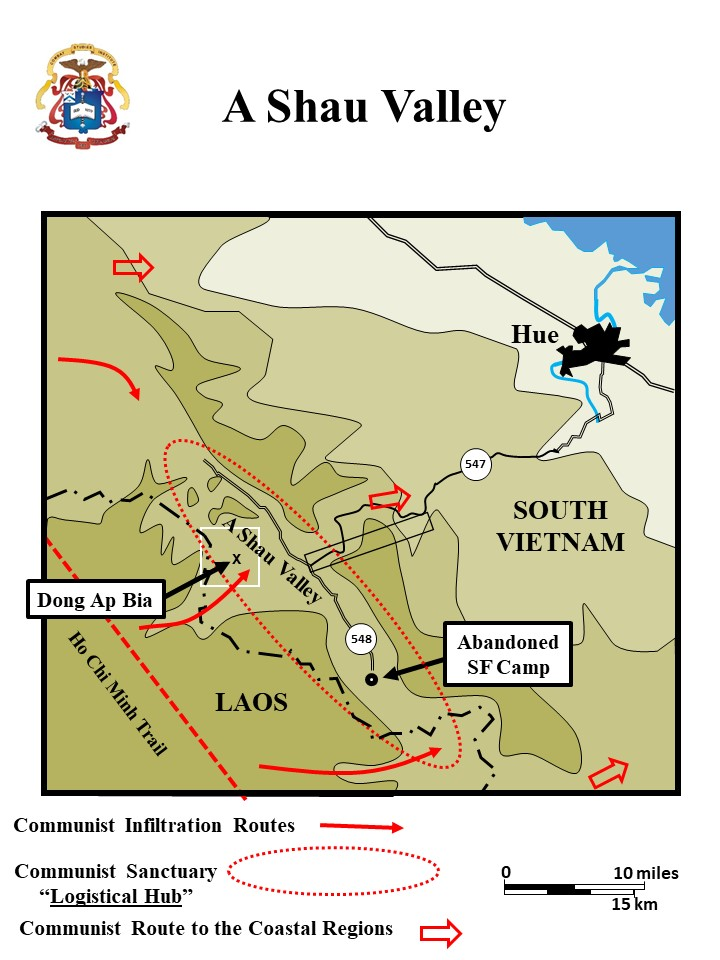 A Shau Valley
Hue
547
SOUTH
VIETNAM
A Shau Valley
X
Dong Ap Bia
548
Abandoned
SF Camp
Ho Chi Minh Trail
LAOS
Communist Infiltration Routes
Communist Sanctuary
“Logistical Hub”
0 10 miles
15 km
Communist Route to the Coastal Regions